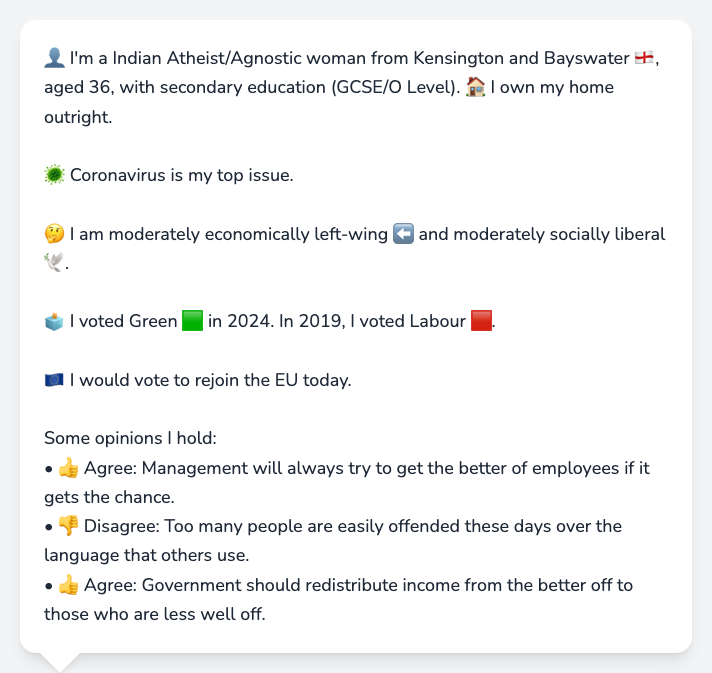 👤 I'm a Indian Atheist/Agnostic woman from Kensington and Bayswater 🏴󠁧󠁢󠁥󠁮󠁧󠁿,
aged 36, with secondary education (GCSE/O Level). 🏠 I own my home
outright.
🦠 Coronavirus is my top issue.
🤔 I am moderately economically left-wing ⬅️ and moderately socially liberal
🕊️.
🗳️ I voted Green 🟩 in 2024. In 2019, I voted Labour 🟥.
🇪🇺 I would vote to rejoin the EU today.
Some opinions I hold:
• 👍 Agree: Management will always try to get the better of employees if it
gets the chance.
• 👎 Disagree: Too many people are easily offended these days over the
language that others use.
• 👍 Agree: Government should redistribute income from the better off to
those who are less well off.